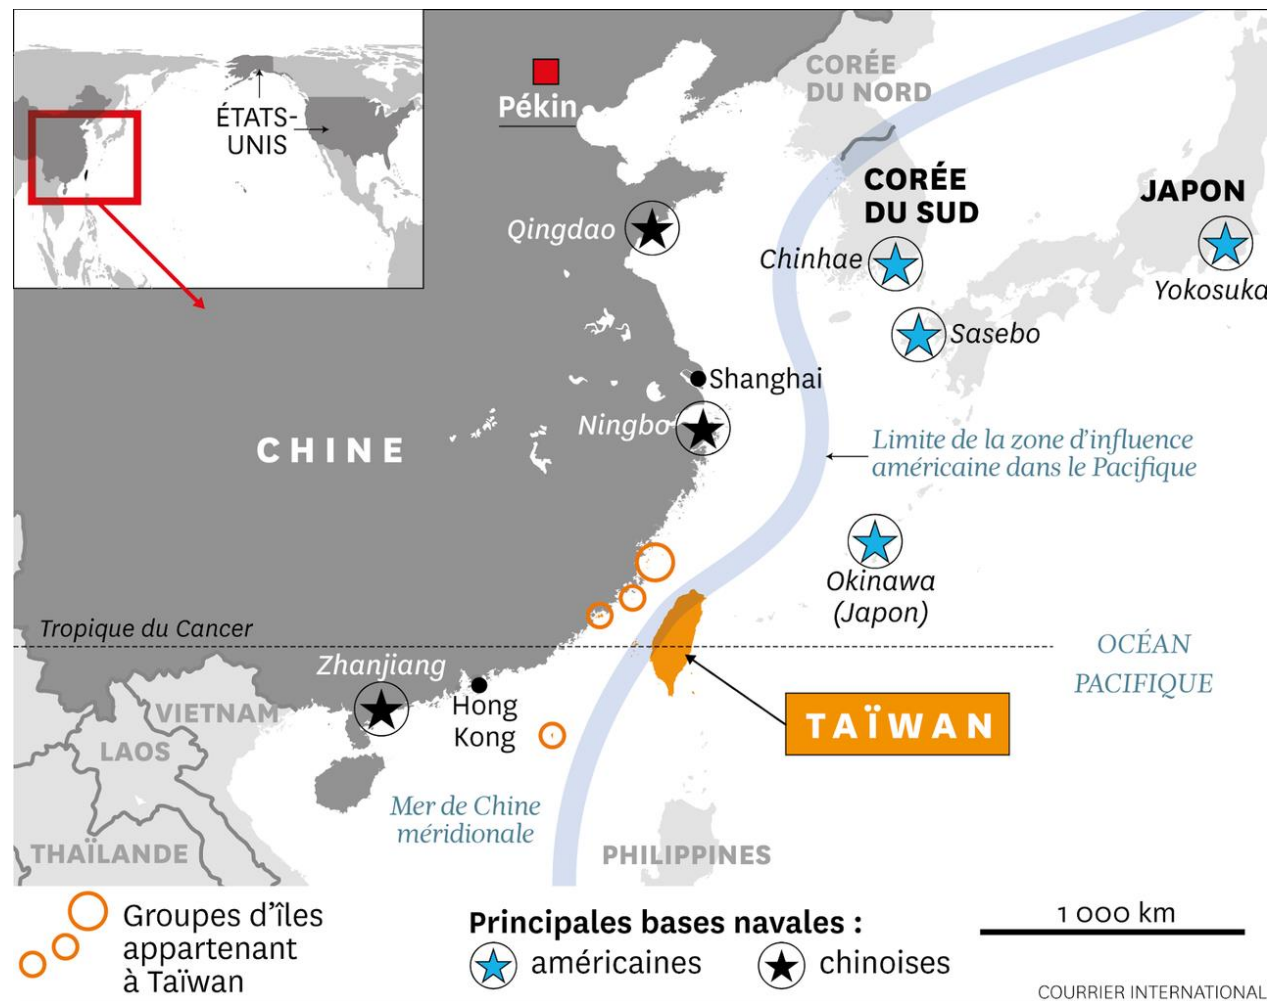 ÉTATS-
UNIS
Pékin
CORÉE
DU NORD
CORÉE
DU SUD
JAPON
Qingdao
Chinhae
Yokosuka
Sasebo
Shanghai
Ningbo
CHINE
Limite de la zone d’influence
américaine dans le Pacifique
Okinawa
(Japon)
Tropique du Cancer
OCÉAN
PACIFIQUE
Zhanjiang
Hong
Kong
VIETNAM
LAOS
TAÏWAN
Mer de Chine
méridionale
THAÏLANDE
PHILIPPINES
Groupes d’îles
appartenant
à Taïwan
Principales bases navales :
américaines
chinoises
1 000 km
COURRIER INTERNATIONAL